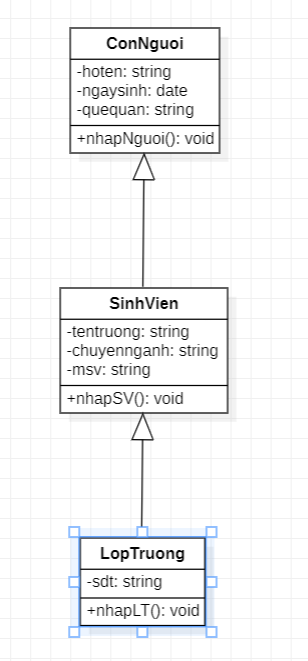 ConNguoi
-hoten: string
-ngaysinh: date
-quequan: string
+nhapNguoi(): void
SinhVien
-tentruong: string
-chuyennganh: string
-msv: string
+nhapSV(): void
LopTruong
-sdt: string
+nhapLT(): void